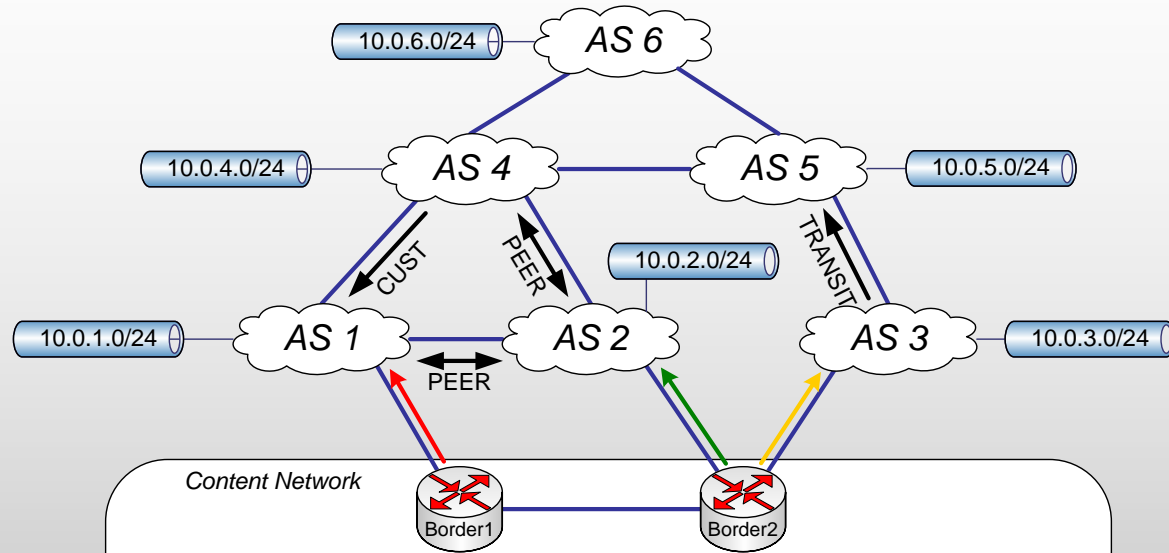 10.0.6.0/24
AS 6
10.0.4.0/24
AS 4
AS 5
10.0.5.0/24
CUST
PEER
10.0.2.0/24
TRANSIT
10.0.1.0/24
AS 1
PEER
AS 2
AS 3
10.0.3.0/24
Content Network
Border1
Border2